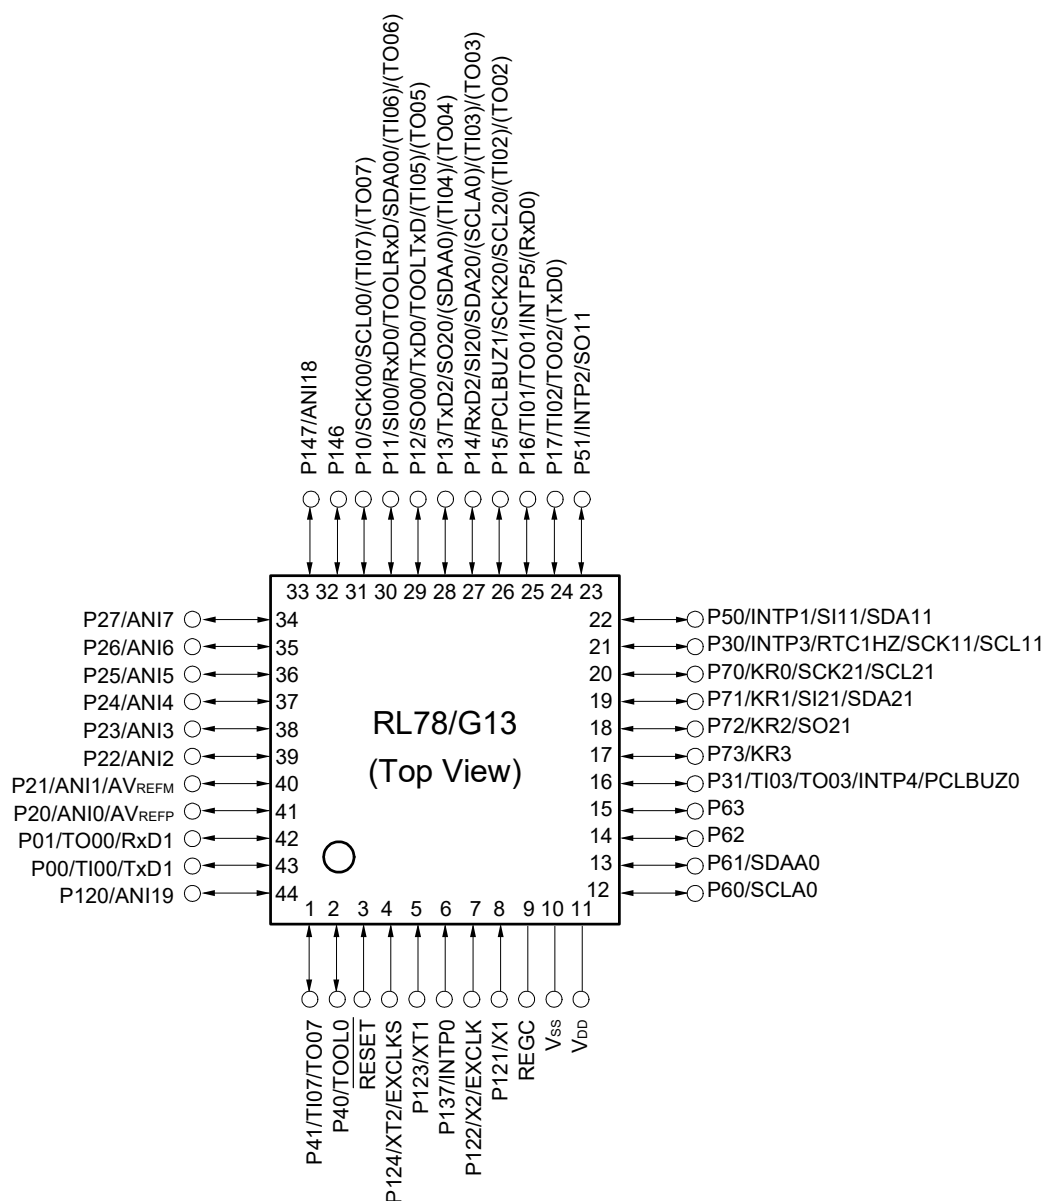 P147/ANI18
P146
P10/SCK00/SCL00/(TI07)/(TO07)
P11/SI00/RxD0/TOOLRxD/SDA00/(TI06)/(TO06)
P12/SO00/TxD0/TOOLTxD/(TI05)/(TO05)
P13/TxD2/SO20/(SDAA0)/(TI04)/(TO04)
P14/RxD2/SI20/SDA20/(SCLA0)/(TI03)/(TO03)
P15/PCLBUZ1/SCK20/SCL20/(TI02)/(TO02)
P16/TI01/TO01/INTP5/(RxD0)
P17/TI02/TO02/(TxD0)
P51/INTP2/SO11
33 32 31 30 29 28 27 26 25 24 23
P27/ANI7 34
P26/ANI6 35
P25/ANI5 36
P24/ANI4 37
P23/ANI3 38
P22/ANI2 39
P21/ANI1/AVREFM 40
P20/ANI0/AVREFP 41
P01/TO00/RxD1 42
P00/TI00/TxD1 43
P120/ANI19 44
RL78/G13
(Top View)
22 P50/INTP1/SI11/SDA11
21 P30/INTP3/RTC1HZ/SCK11/SCL11
20 P70/KR0/SCK21/SCL21
19 P71/KR1/SI21/SDA21
18 P72/KR2/SO21
17 P73/KR3
16 P31/TI03/TO03/INTP4/PCLBUZ0
15 P63
14 P62
13 P61/SDAA0
12 P60/SCLA0
1 2 3 4 5 6 7 8 9 10 11
P41/TI07/TO07
P40/TOOL0
RESET
P124/XT2/EXCLKS
P123/XT1
P137/INTP0
P122/X2/EXCLK
P121/X1
REGC
VSS
VDD